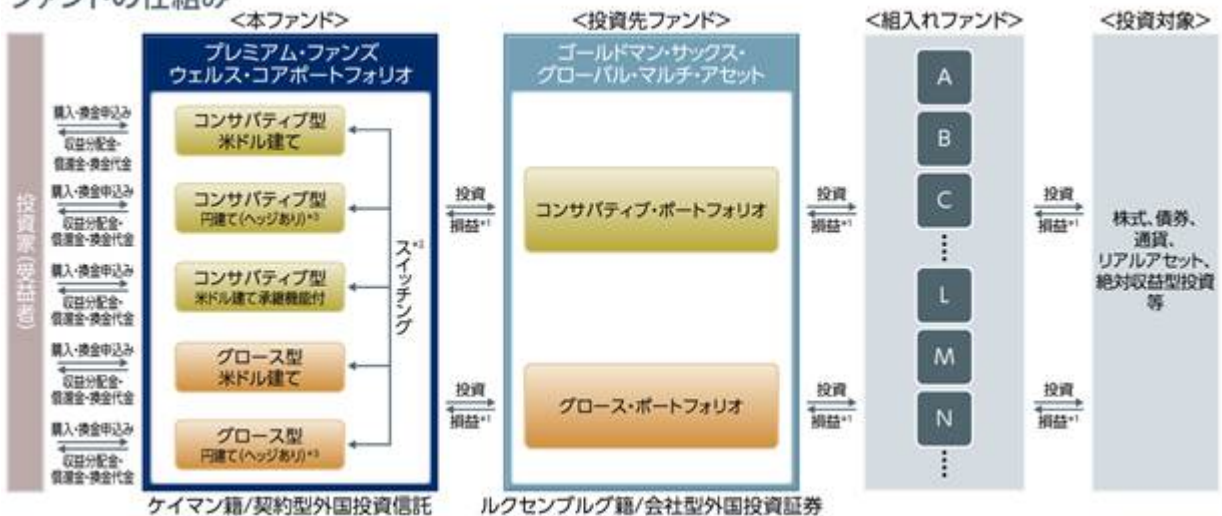 ファンドの仕組み
<本ファンド>
<投資先ファンド>
<組入れファンド>
<投資対象>
投資家(受益者)
購入・換金申込み
収益分配金・
償還金・換金代金
購入・換金申込み
収益分配金・
償還金・換金代金
購入・換金申込み
収益分配金・
償還金・換金代金
購入・換金申込み
収益分配金・
償還金・換金代金
購入・換金申込み
収益分配金・
償還金・換金代金
プレミアム・ファンズ
ウェルス・コアポートフォリオ
コンサバティブ型
米ドル建て
コンサバティブ型
円建て(ヘッジあり)*3
コンサバティブ型
米ドル建て承継機能付
グロース型
米ドル建て
グロース型
円建て(ヘッジあり)*3
スイッチング*2
ケイマン籍/契約型外国投資信託
投資
損益*1
投資
損益*1
ゴールドマン・サックス・
グローバル・マルチ・アセット
コンサバティブ・ポートフォリオ
グロース・ポートフォリオ
ルクセンブルグ籍/会社型外国投資証券
投資
損益*1
投資
損益*1
A
B
C
L
M
N
投資
損益*1
投資
損益*1
株式、債券、
通貨、
リアルアセット、
絶対収益型投資
等